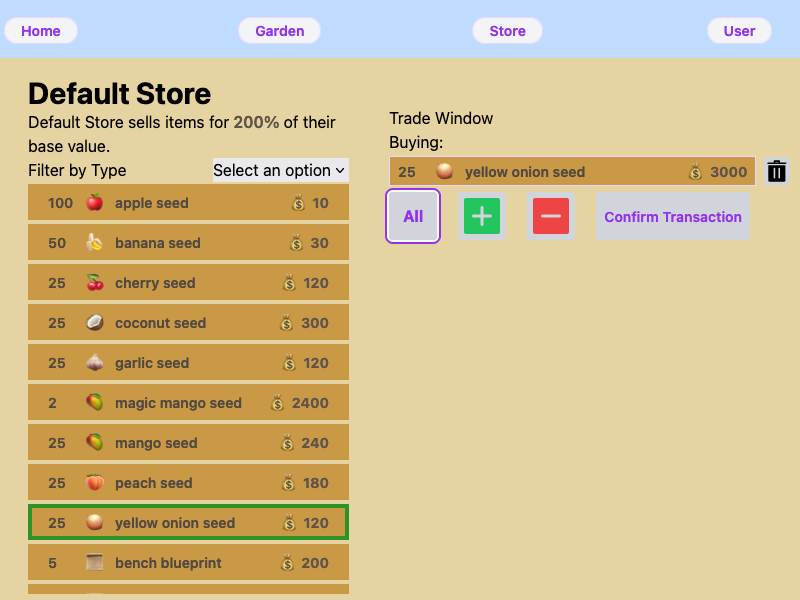 Home
Garden
Store
User
Default Store
Default Store sells items for 200% of their
base value.
Filter by Type
Select an option
100 apple seed 10
50 banana seed 30
25 cherry seed 120
25 coconut seed 300
25 garlic seed 120
2 magic mango seed 2400
25 mango seed 240
25 peach seed 180
25 yellow onion seed 120
5 bench blueprint 200
Trade Window
Buying:
25 yellow onion seed 3000
All
Confirm Transaction